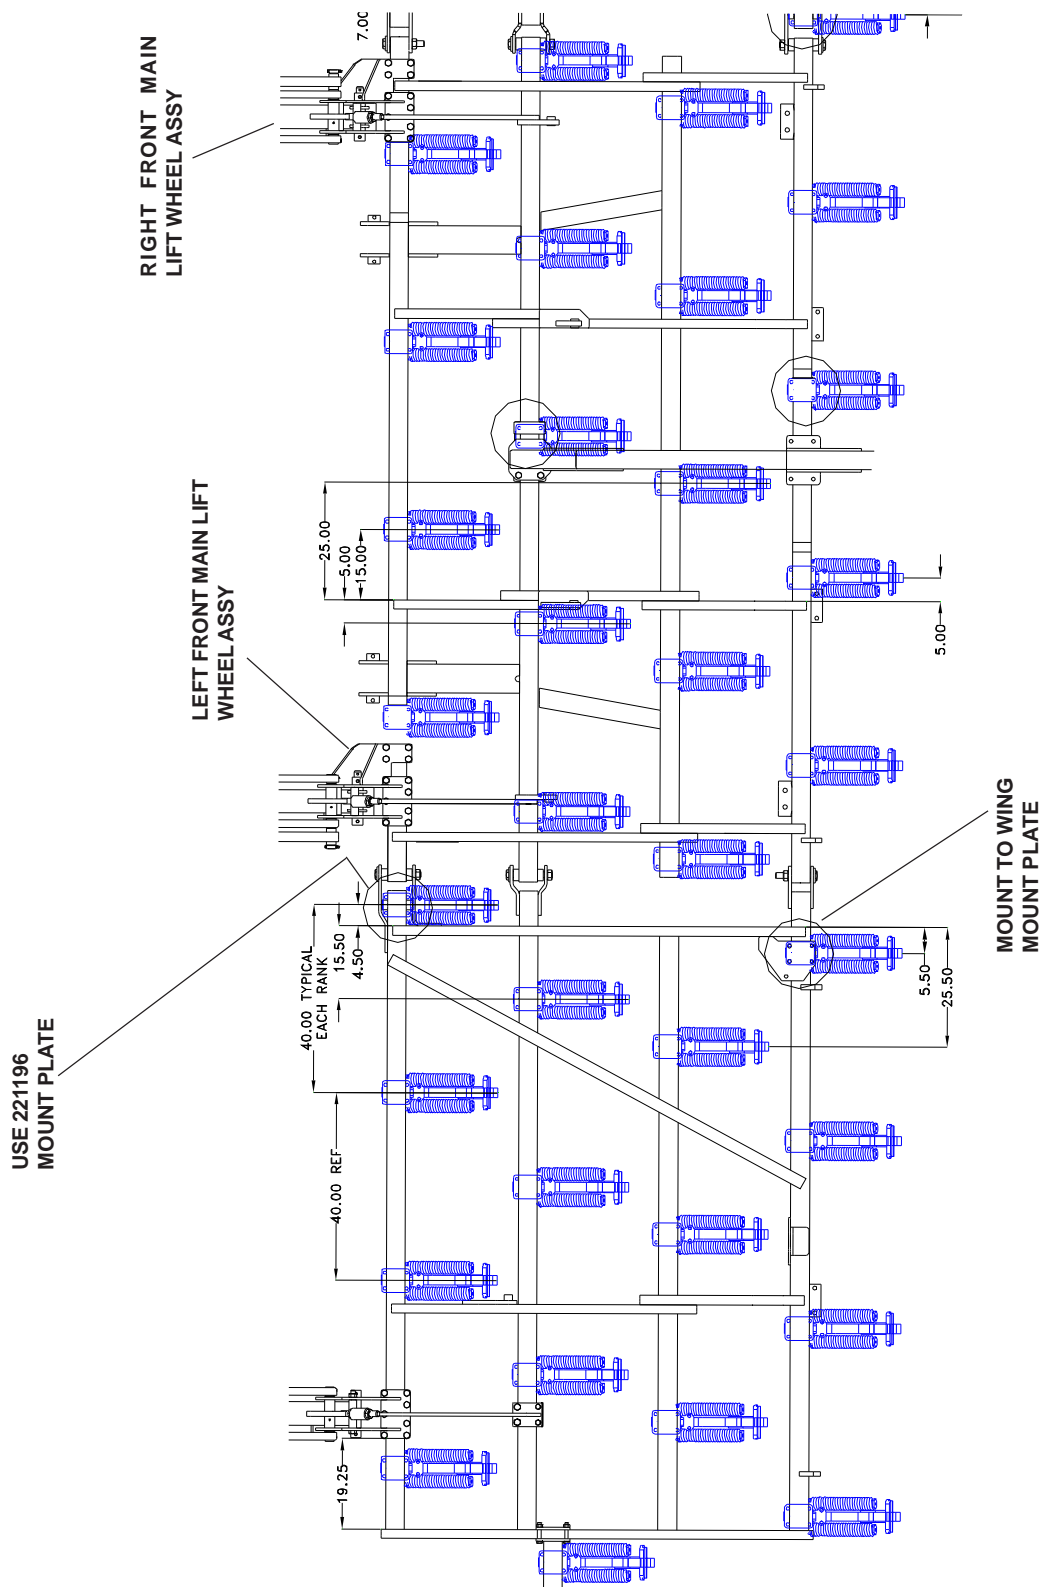 7.00
RIGHT FRONT MAIN
LIFT WHEEL ASSY
25.00
5.00
15.00
LEFT FRONT MAIN LIFT
WHEEL ASSY
5.00
USE 221196
MOUNT PLATE
40.00 TYPICAL
EACH RANK
15.50
4.50
MOUNT TO WING
MOUNT PLATE
5.50
25.50
40.00 REF
19.25